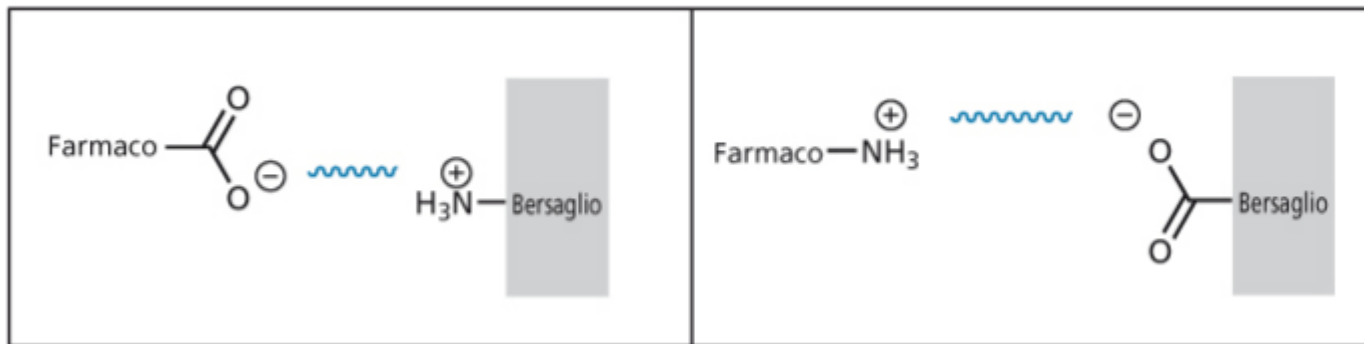 Farmaco
O
O
⊖
⊕
H₃N
Bersaglio
Farmaco
⊕
NH₃
⊖
O
O
Bersaglio